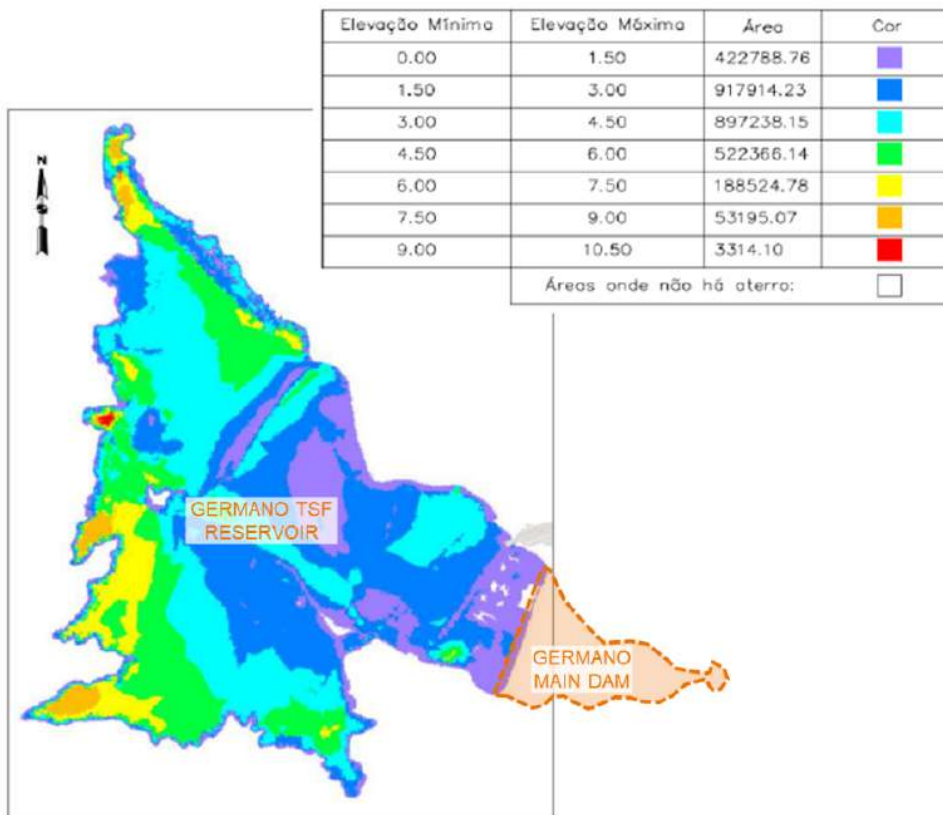 Elevação Mínima Elevação Máxima Área Cor
0.00 1.50 422788.76
1.50 3.00 917914.23
3.00 4.50 897238.15
4.50 6.00 522366.14
6.00 7.50 188524.78
7.50 9.00 53195.07
9.00 10.50 3314.10
Áreas onde não há aterro:
N
GERMANO TSF
RESERVOIR
GERMANO
MAIN DAM